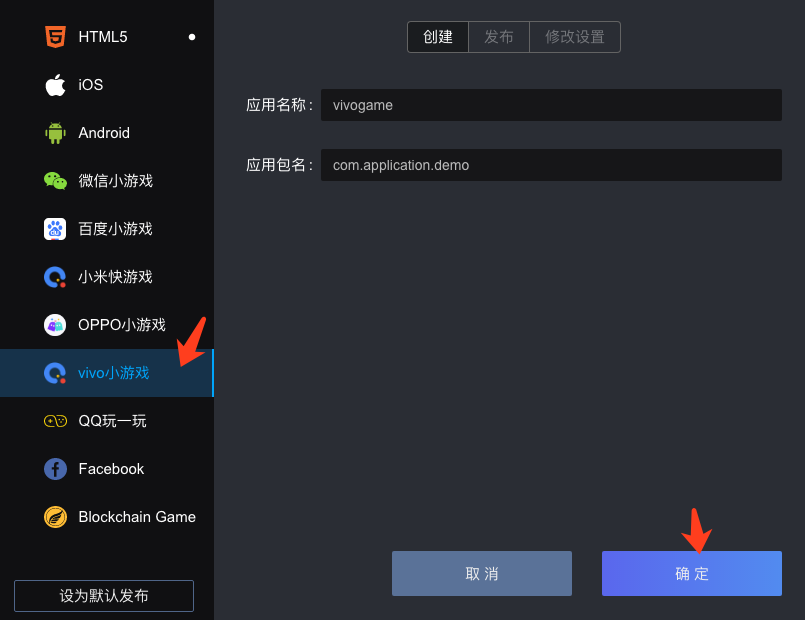 HTML5
iOS
Android
微信小游戏
百度小游戏
小米快游戏
OPPO小游戏
vivo小游戏
QQ玩一玩
Facebook
Blockchain Game
设为默认发布
创建 发布 修改设置
应用名称: vivogame
应用包名: com.application.demo
取 消 确 定